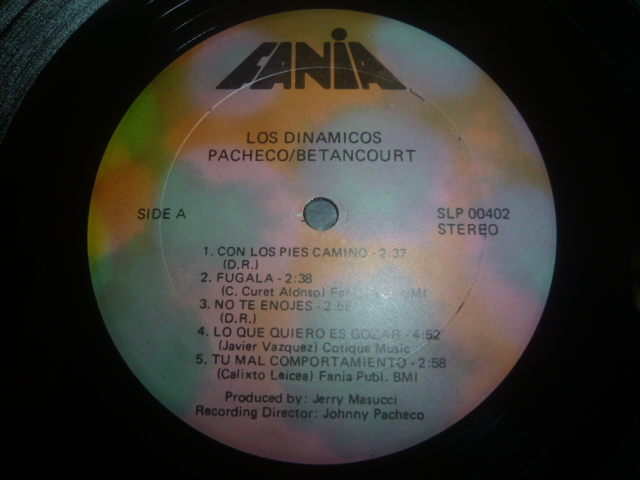 FANIA
LOS DINAMICOS
PACHECO/BETANCOURT
SIDE A
SLP 00402
STEREO
1. CON LOS PIES CAMINO - 2:37
(D.R.)
2. FUGALA - 2:38
(C. Curet Alonso) BMI
3. NO TE ENOJES - 2:58
(D.R.)
4. LO QUE QUIERO ES GOZAR - 4:52
(Javier Vazquez) Cotique Music
5. TU MAL COMPORTAMIENTO - 2:58
(Calixto Leicea) Fania Publ. BMI
Produced by: Jerry Masucci
Recording Director: Johnny Pacheco